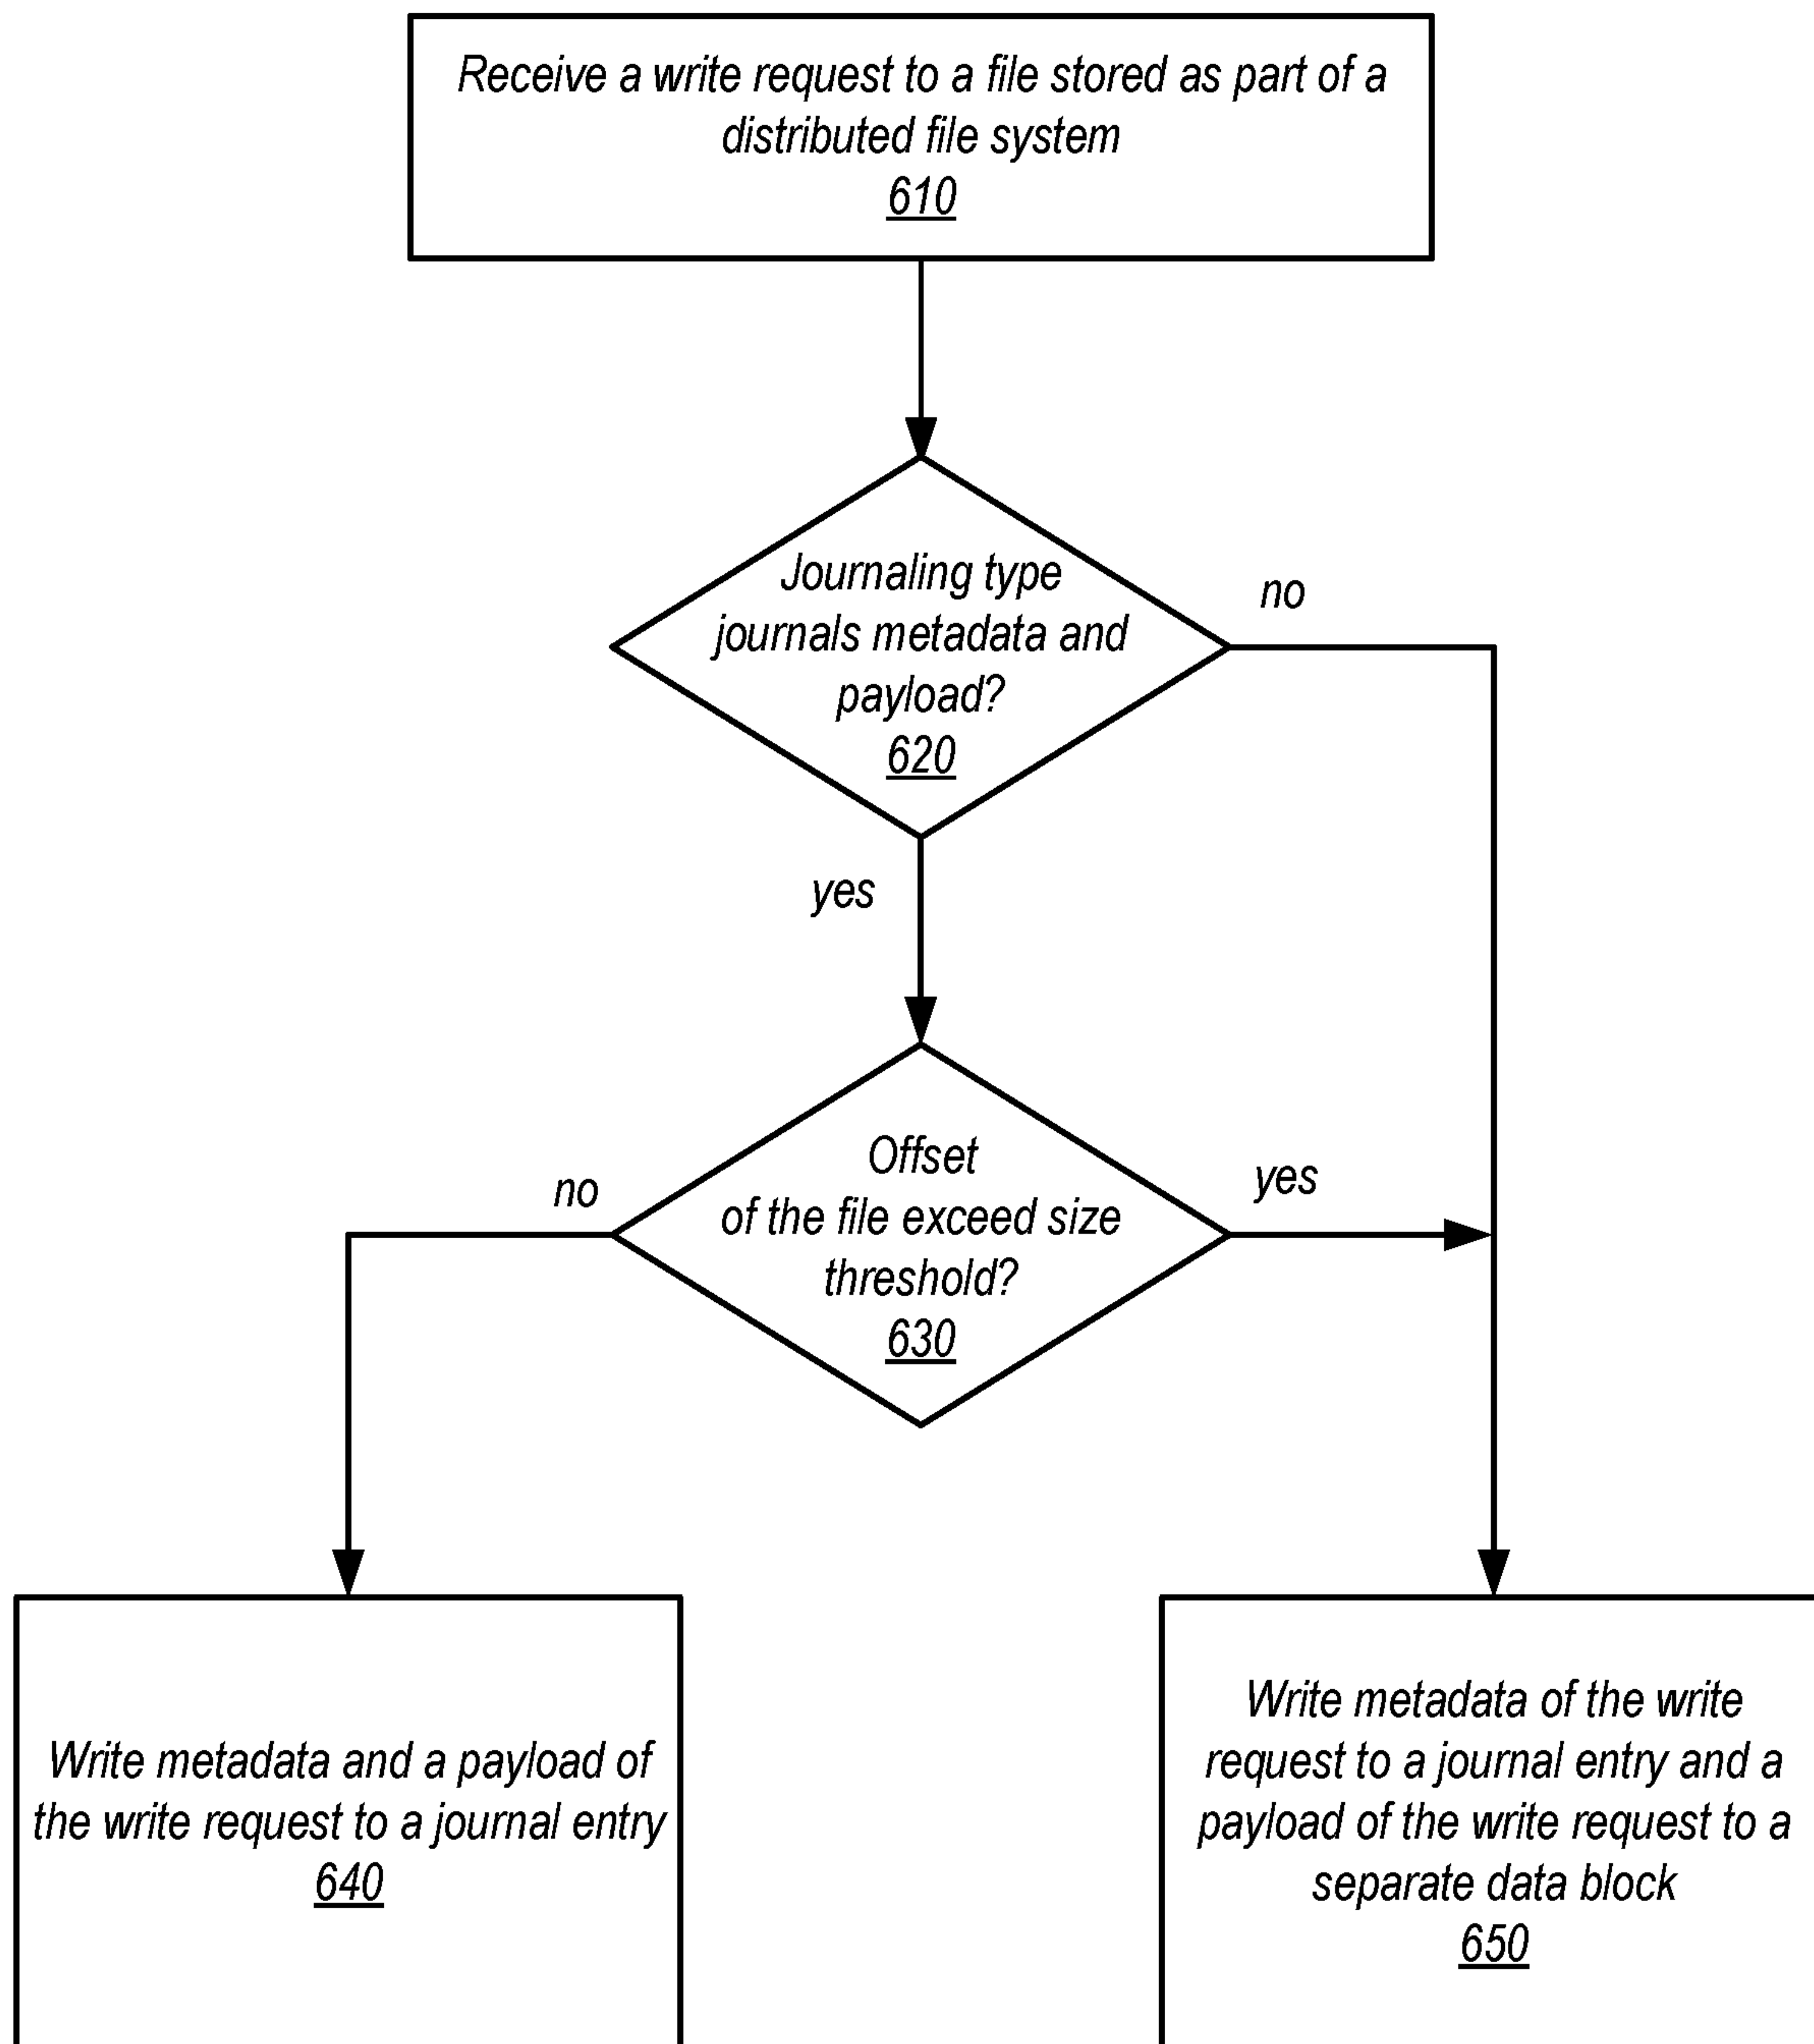 Receive a write request to a file stored as part of a
distributed file system
610
Journaling type
journals metadata and
payload?
620
no
yes
Offset
of the file exceed size
threshold?
630
no
yes
Write metadata and a payload of
the write request to a journal entry
640
Write metadata of the write
request to a journal entry and a
payload of the write request to a
separate data block
650